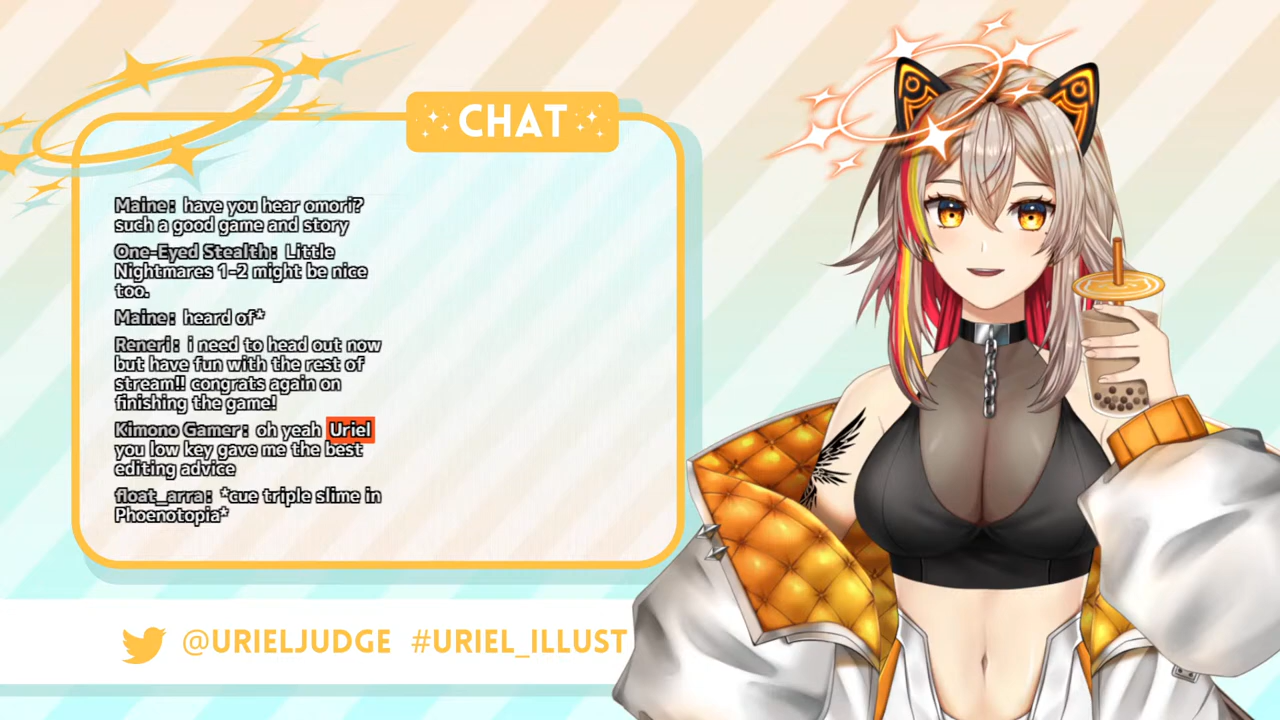 CHAT
Maine: have you hear omori?
such a good game and story
One-Eyed Stealth: Little
Nightmares 1-2 might be nice
too.
Maine: heard of*
Reneri: i need to head out now
but have fun with the rest of
stream!! congrats again on
finishing the game!
Kimono Gamer: oh yeah Uriel
you low key gave me the best
editing advice
float_arra: *cue triple slime in
Phoenotopia*
@URIELJUDGE #URIEL_ILLUST